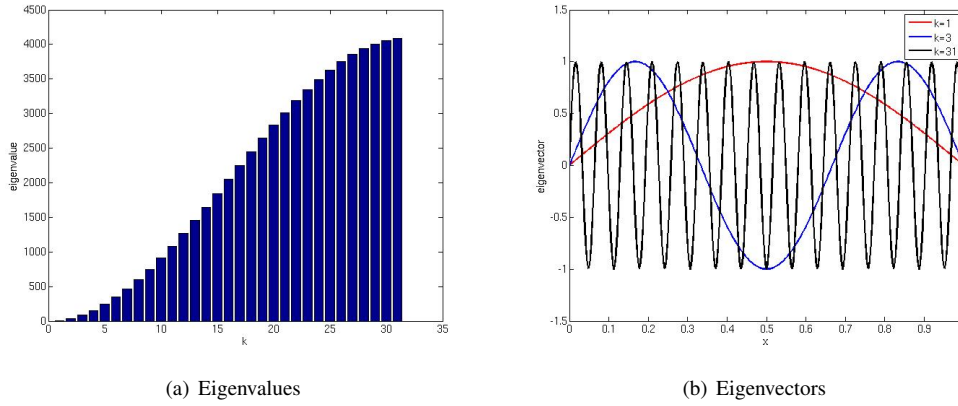 4500
4000
3500
3000
2500
2000
1500
1000
500
0
eigenvalue
0 5 10 15 20 25 30 35
k
(a) Eigenvalues
1.5
1
0.5
0
-0.5
-1
-1.5
eigenvector
k=1
k=3
k=31
0 0.1 0.2 0.3 0.4 0.5 0.6 0.7 0.8 0.9
x
(b) Eigenvectors